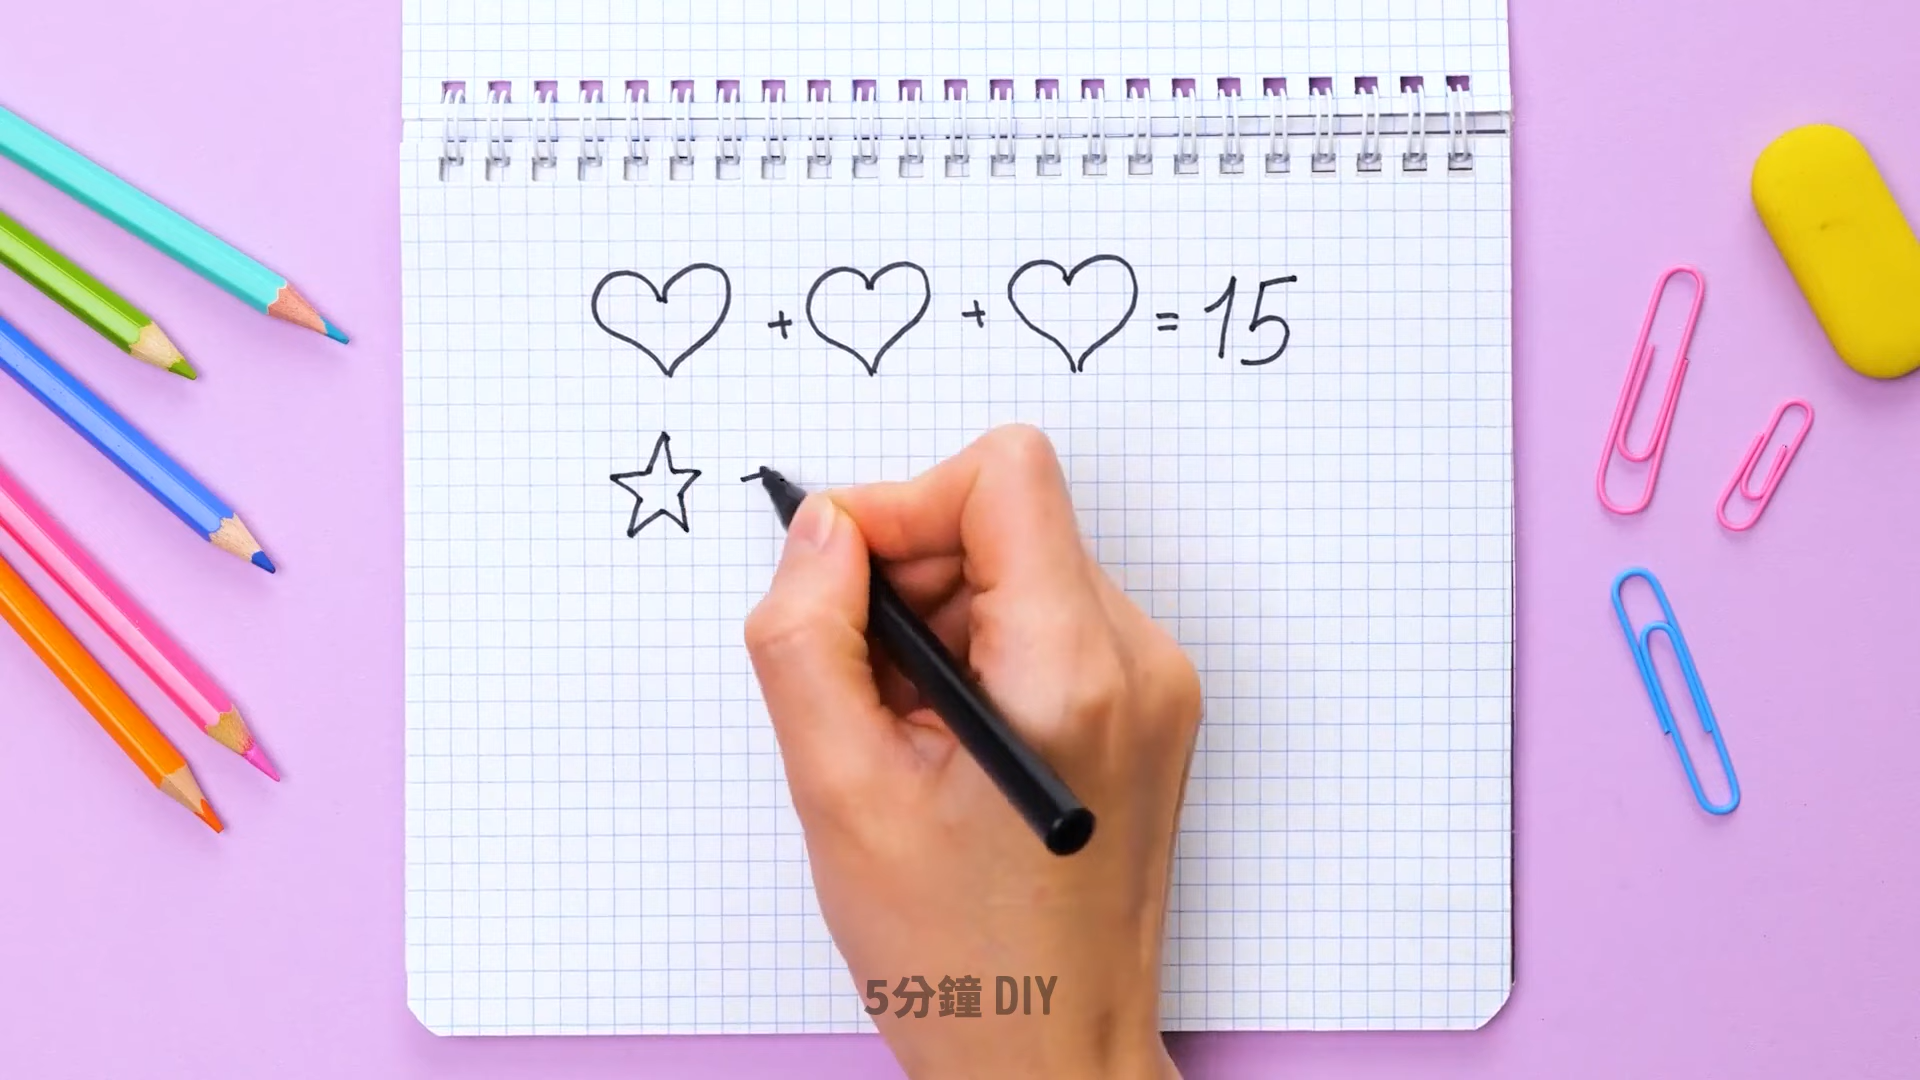 ♡ + ♡ + ♡ = 15
☆ -
5分鐘 DIY